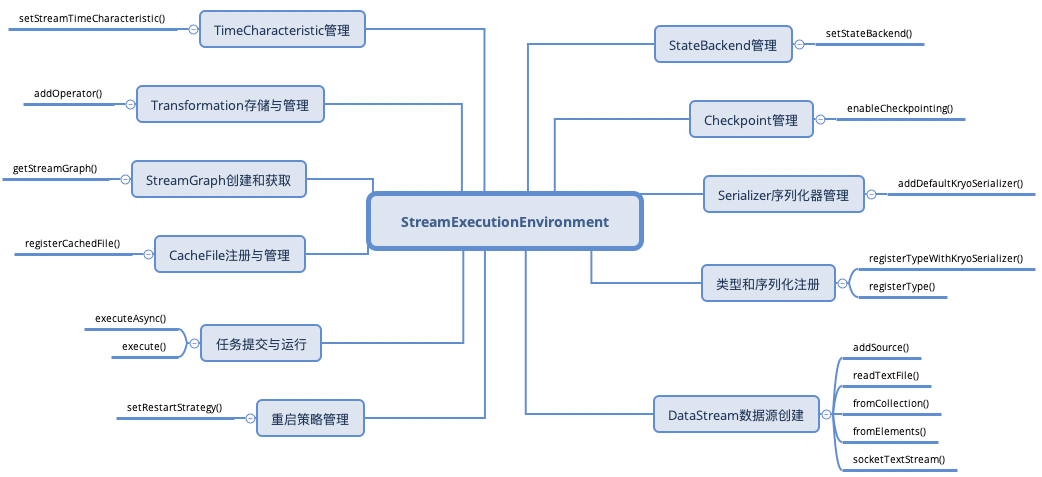 setStreamTimeCharacteristic()
TimeCharacteristic管理
addOperator()
Transformation存储与管理
getStreamGraph()
StreamGraph创建和获取
registerCachedFile()
CacheFile注册与管理
executeAsync()
execute()
任务提交与运行
setRestartStrategy()
重启策略管理
StreamExecutionEnvironment
StateBackend管理
setStateBackend()
Checkpoint管理
enableCheckpointing()
Serializer序列化器管理
addDefaultKryoSerializer()
类型和序列化注册
registerTypeWithKryoSerializer()
registerType()
DataStream数据源创建
addSource()
readTextFile()
fromCollection()
fromElements()
socketTextStream()